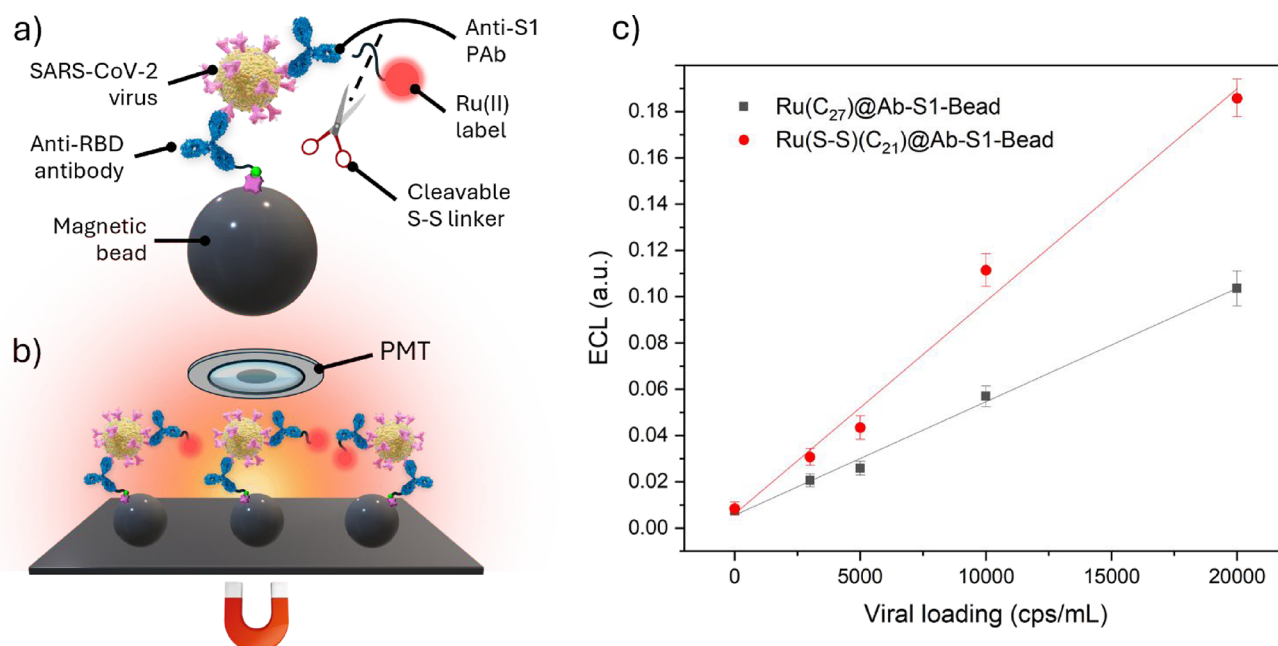 a)
SARS-CoV-2
virus
Anti-RBD
antibody
Magnetic
bead
Anti-S1
PAb
Ru(II)
label
Cleavable
S-S linker
b)
PMT
c)
Ru(C₂₇)@Ab-S1-Bead
Ru(S-S)(C₂₁)@Ab-S1-Bead
ECL (a.u.)
0.18
0.16
0.14
0.12
0.10
0.08
0.06
0.04
0.02
0.00
0
5000
10000
15000
20000
Viral loading (cps/mL)